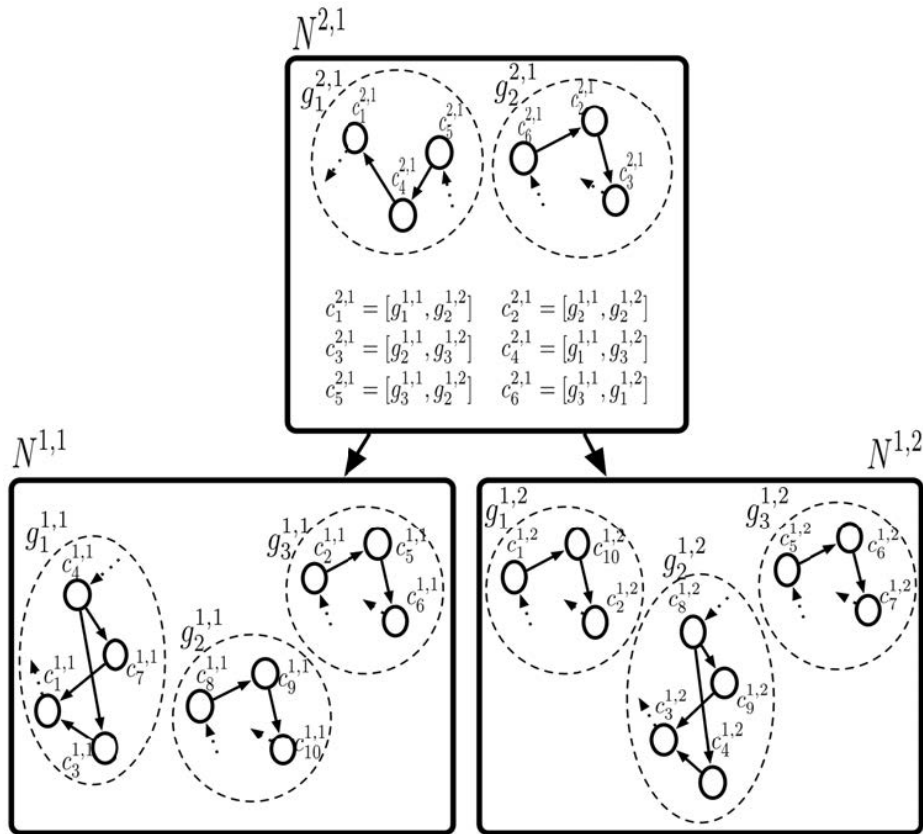 N^{2,1}
g_1^{2,1} g_2^{2,1}
c_1^{2,1} c_5^{2,1} c_6^{2,1} c_2^{2,1}
c_4^{2,1} c_3^{2,1}
c_1^{2,1} = [g_1^{1,1}, g_2^{1,2}] c_2^{2,1} = [g_2^{1,1}, g_2^{1,2}]
c_3^{2,1} = [g_2^{1,1}, g_3^{1,2}] c_4^{2,1} = [g_1^{1,1}, g_3^{1,2}]
c_5^{2,1} = [g_3^{1,1}, g_2^{1,2}] c_6^{2,1} = [g_3^{1,1}, g_1^{1,2}]
N^{1,1}
g_1^{1,1} g_3^{1,1}
c_4^{1,1} c_2^{1,1} c_5^{1,1}
c_6^{1,1}
g_2^{1,1}
c_1^{1,1} c_7^{1,1} c_8^{1,1} c_9^{1,1}
c_3^{1,1} c_10^{1,1}
N^{1,2}
g_1^{1,2} g_3^{1,2}
c_1^{1,2} c_10^{1,2} g_2^{1,2} c_5^{1,2} c_6^{1,2}
c_2^{1,2} c_8^{1,2} c_7^{1,2}
c_3^{1,2} c_9^{1,2}
c_4^{1,2}